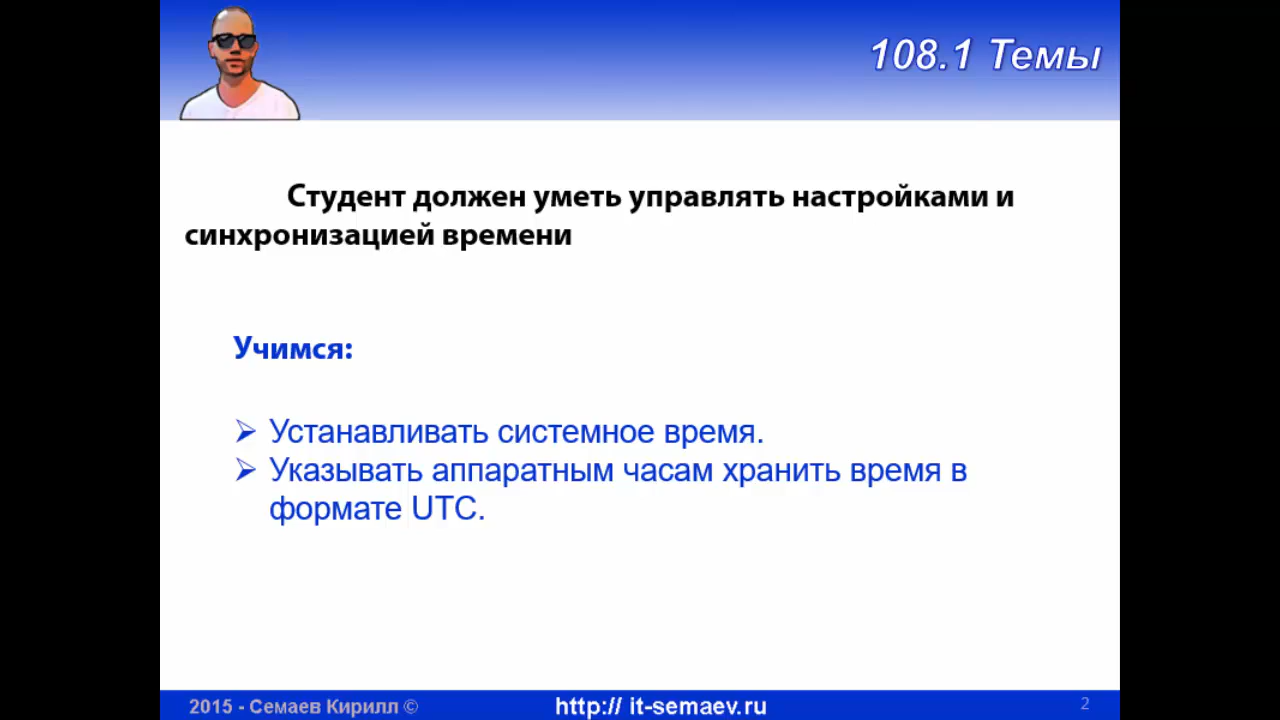 108.1 Темы
Студент должен уметь управлять настройками и
синхронизацией времени
Учимся:
Устанавливать системное время.
Указывать аппаратным часам хранить время в
формате UTC.
2015 - Семаев Кирилл ©
http:// it-semaev.ru
2